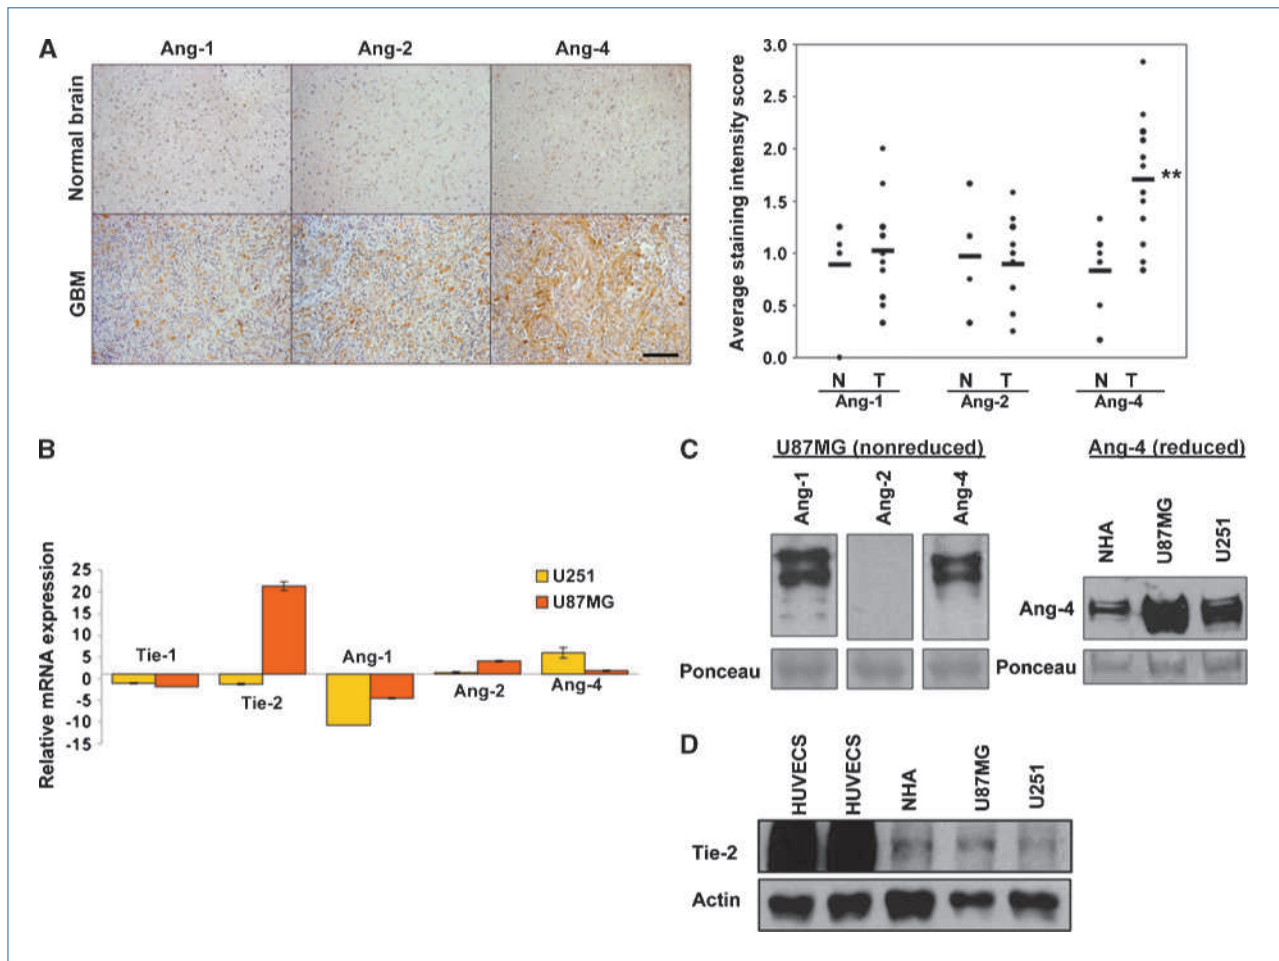 A
Ang-1 Ang-2 Ang-4
Normal brain
GBM
Average staining intensity score
3.0
2.5
2.0
1.5
1.0
0.5
0.0
**
N T N T N T
Ang-1 Ang-2 Ang-4
B
Relative mRNA expression
25
20
15
10
5
0
-5
-10
-15
U251
U87MG
Tie-1
Tie-2
Ang-1
Ang-2
Ang-4
C
U87MG (nonreduced)
Ang-1 Ang-2 Ang-4
Ponceau
Ang-4 (reduced)
NHA U87MG U251
Ang-4
Ponceau
D
HUVECS HUVECS NHA U87MG U251
Tie-2
Actin